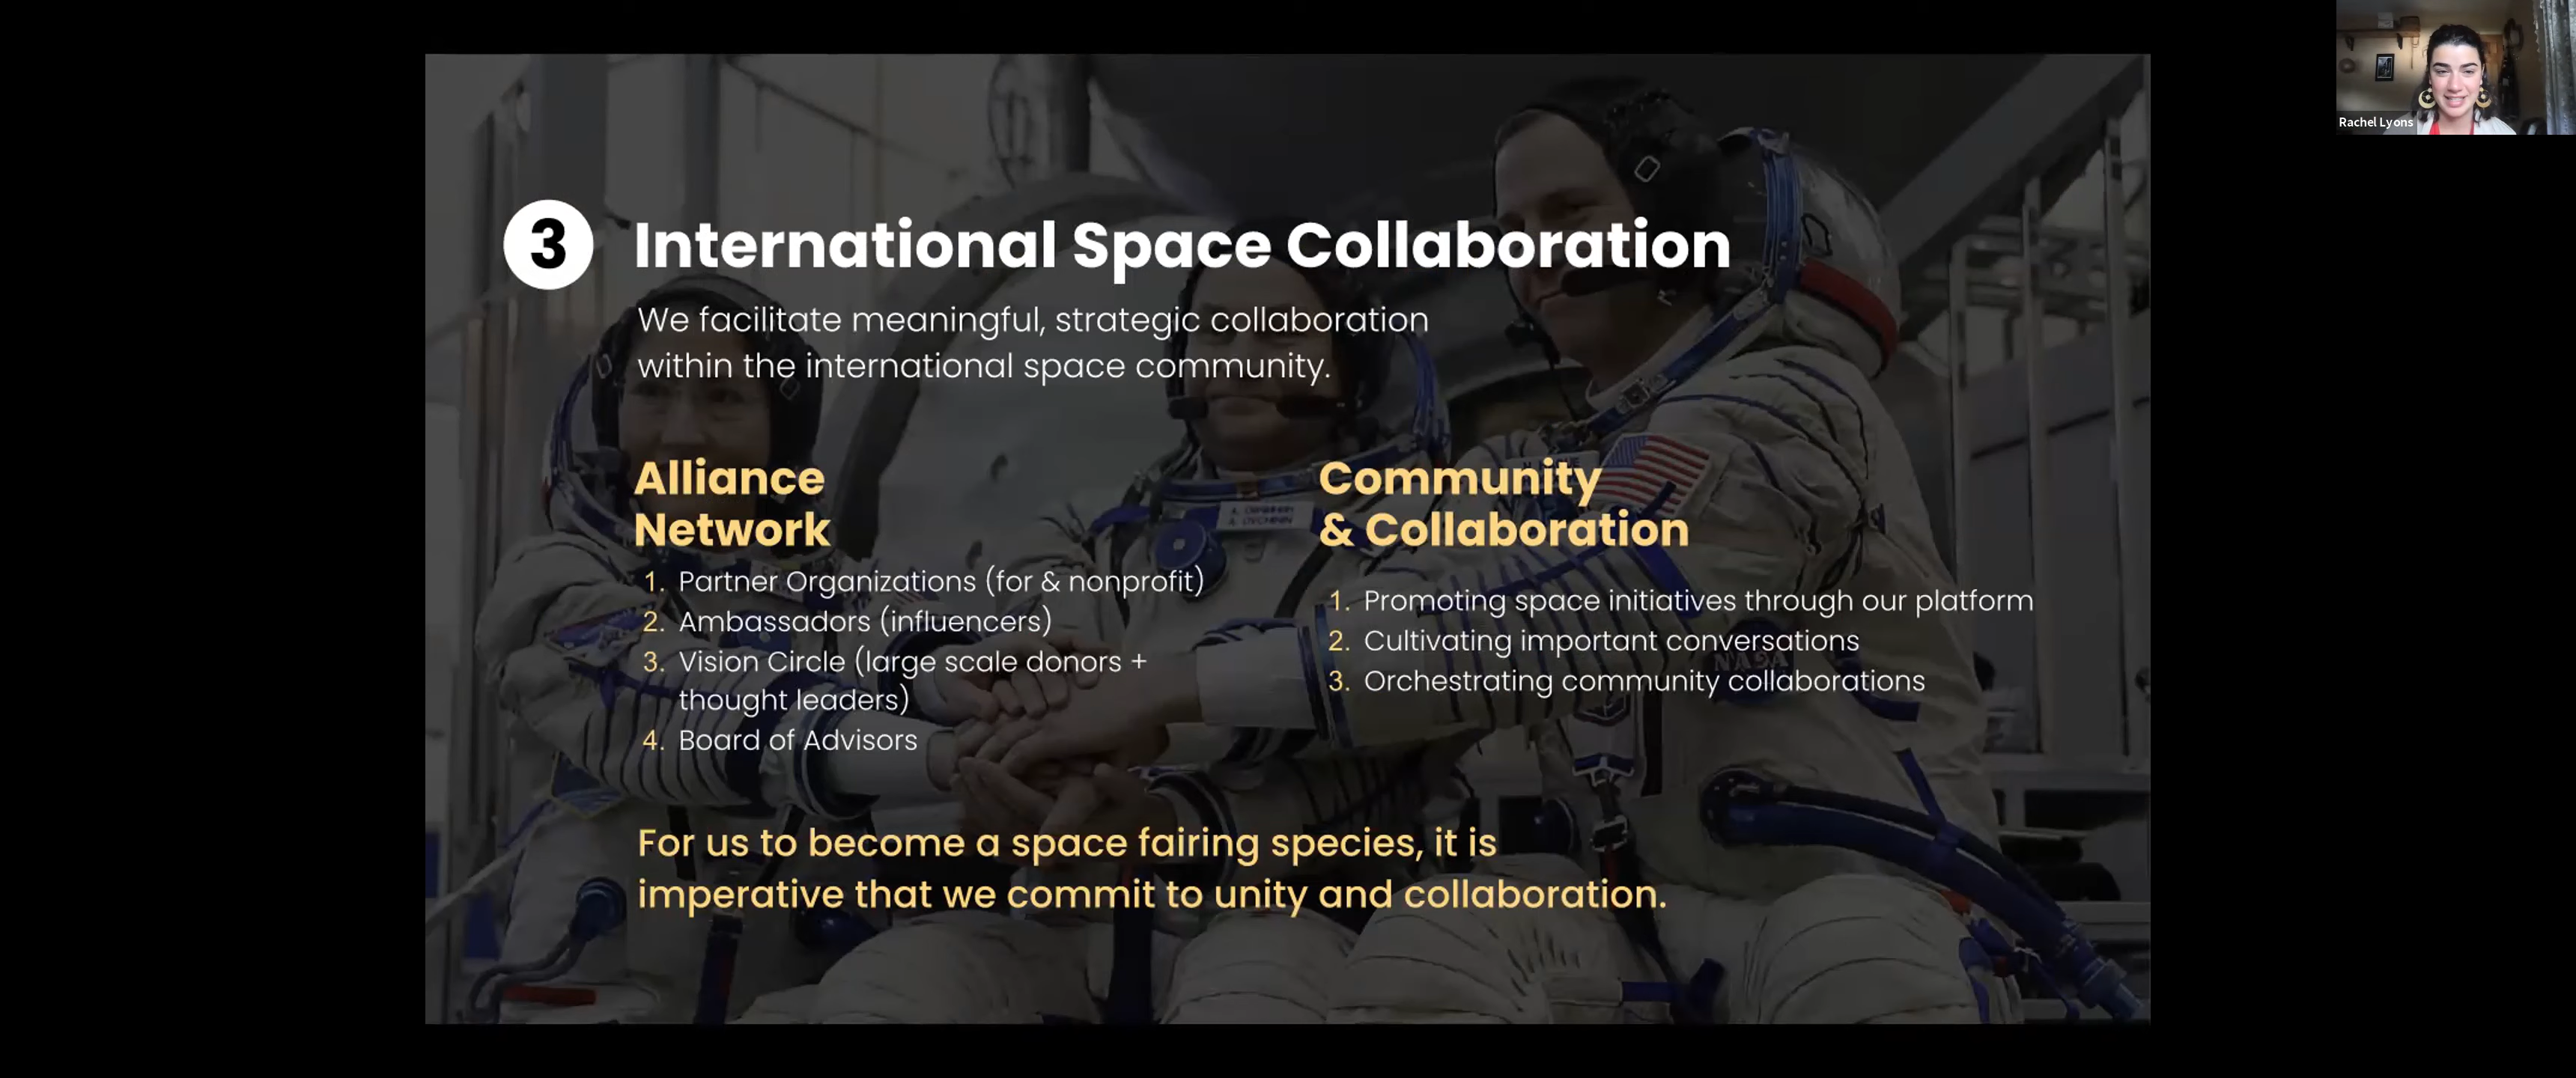 Rachel Lyons
3
International Space Collaboration
We facilitate meaningful, strategic collaboration
within the international space community.
Alliance
Network
1. Partner Organizations (for & nonprofit)
2. Ambassadors (influencers)
3. Vision Circle (large scale donors +
thought leaders)
4. Board of Advisors
Community
& Collaboration
1. Promoting space initiatives through our platform
2. Cultivating important conversations
3. Orchestrating community collaborations
NASA
For us to become a space fairing species, it is
imperative that we commit to unity and collaboration.